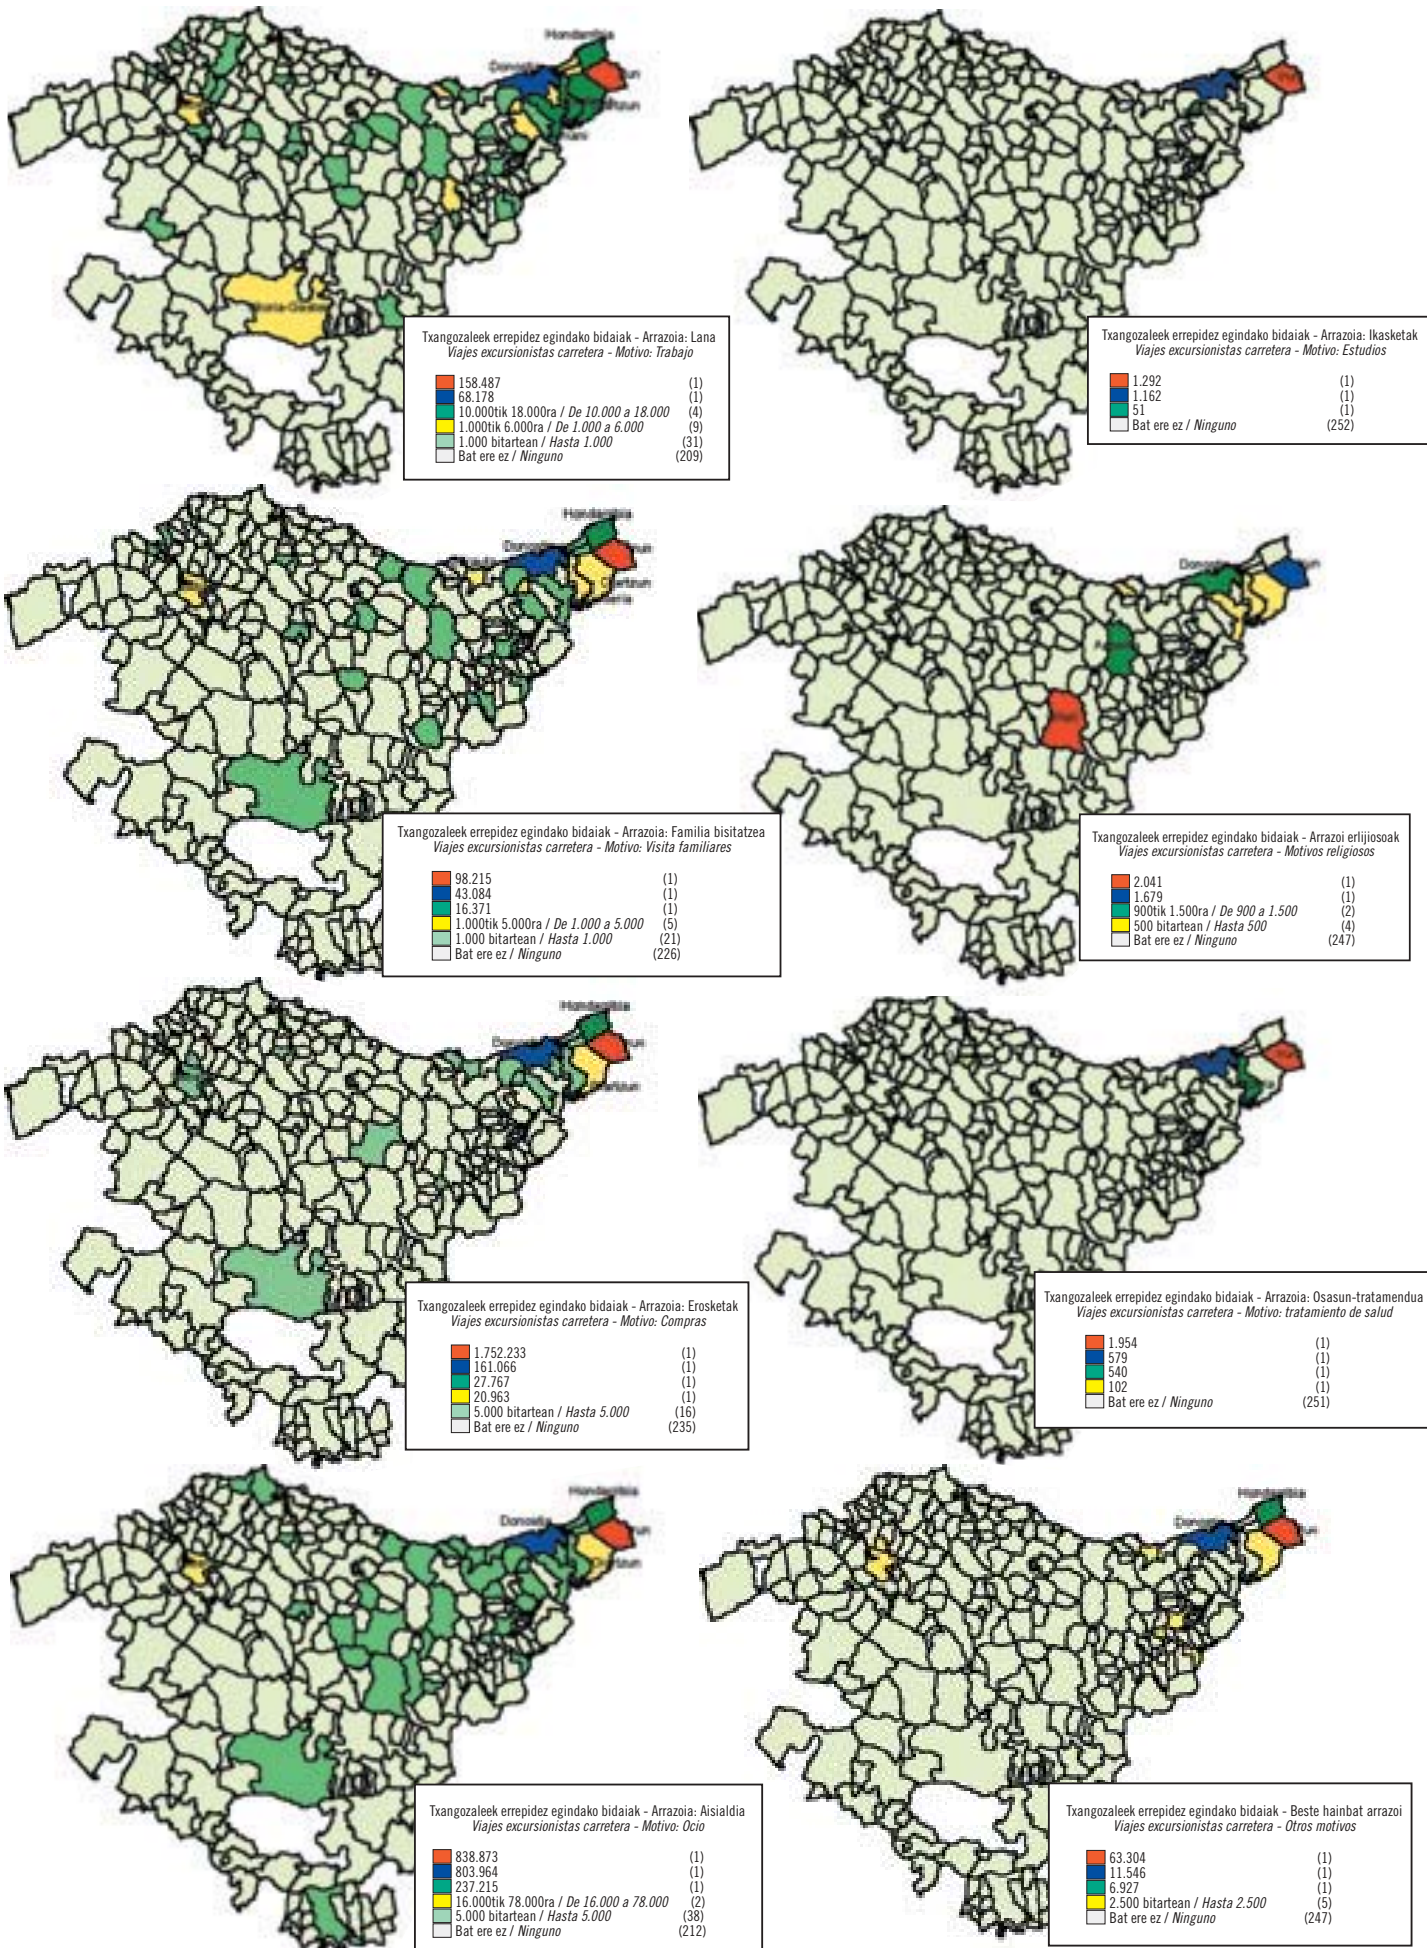 Hondarribia
Donostia
Txangozaleek errepidez egindako bidaiak - Arrazoia: Lana
Viajes excursionistas carretera - Motivo: Trabajo
158.487 (1)
68.178 (1)
10.000tik 18.000ra / De 10.000 a 18.000 (4)
1.000tik 6.000ra / De 1.000 a 6.000 (9)
1.000 bitartean / Hasta 1.000 (31)
Bat ere ez / Ninguno (209)
Txangozaleek errepidez egindako bidaiak - Arrazoia: Ikasketak
Viajes excursionistas carretera - Motivo: Estudios
1.292 (1)
1.162 (1)
51 (1)
Bat ere ez / Ninguno (252)
Hondarribia
Donostia
Oiartzun
Txangozaleek errepidez egindako bidaiak - Arrazoia: Familia bisitatzea
Viajes excursionistas carretera - Motivo: Visita familiares
98.215 (1)
43.084 (1)
16.371 (1)
1.000tik 5.000ra / De 1.000 a 5.000 (5)
1.000 bitartean / Hasta 1.000 (21)
Bat ere ez / Ninguno (226)
Donostia
Txangozaleek errepidez egindako bidaiak - Arrazoi erlijiosoak
Viajes excursionistas carretera - Motivos religiosos
2.041 (1)
1.679 (1)
900tik 1.500ra / De 900 a 1.500 (2)
500 bitartean / Hasta 500 (4)
Bat ere ez / Ninguno (247)
Hondarribia
Donostia
Oiartzun
Txangozaleek errepidez egindako bidaiak - Arrazoia: Erosketak
Viajes excursionistas carretera - Motivo: Compras
1.752.233 (1)
161.066 (1)
27.767 (1)
20.963 (1)
5.000 bitartean / Hasta 5.000 (16)
Bat ere ez / Ninguno (235)
Txangozaleek errepidez egindako bidaiak - Arrazoia: Osasun-tratamendua
Viajes excursionistas carretera - Motivo: tratamiento de salud
1.954 (1)
579 (1)
540 (1)
102 (1)
Bat ere ez / Ninguno (251)
Hondarribia
Donostia
Oiartzun
Txangozaleek errepidez egindako bidaiak - Arrazoia: Aisialdia
Viajes excursionistas carretera - Motivo: Ocio
838.873 (1)
803.964 (1)
237.215 (1)
16.000tik 78.000ra / De 16.000 a 78.000 (2)
5.000 bitartean / Hasta 5.000 (38)
Bat ere ez / Ninguno (212)
Hondarribia
Donostia
Txangozaleek errepidez egindako bidaiak - Beste hainbat arrazoi
Viajes excursionistas carretera - Otros motivos
63.304 (1)
11.546 (1)
6.927 (1)
2.500 bitartean / Hasta 2.500 (5)
Bat ere ez / Ninguno (247)